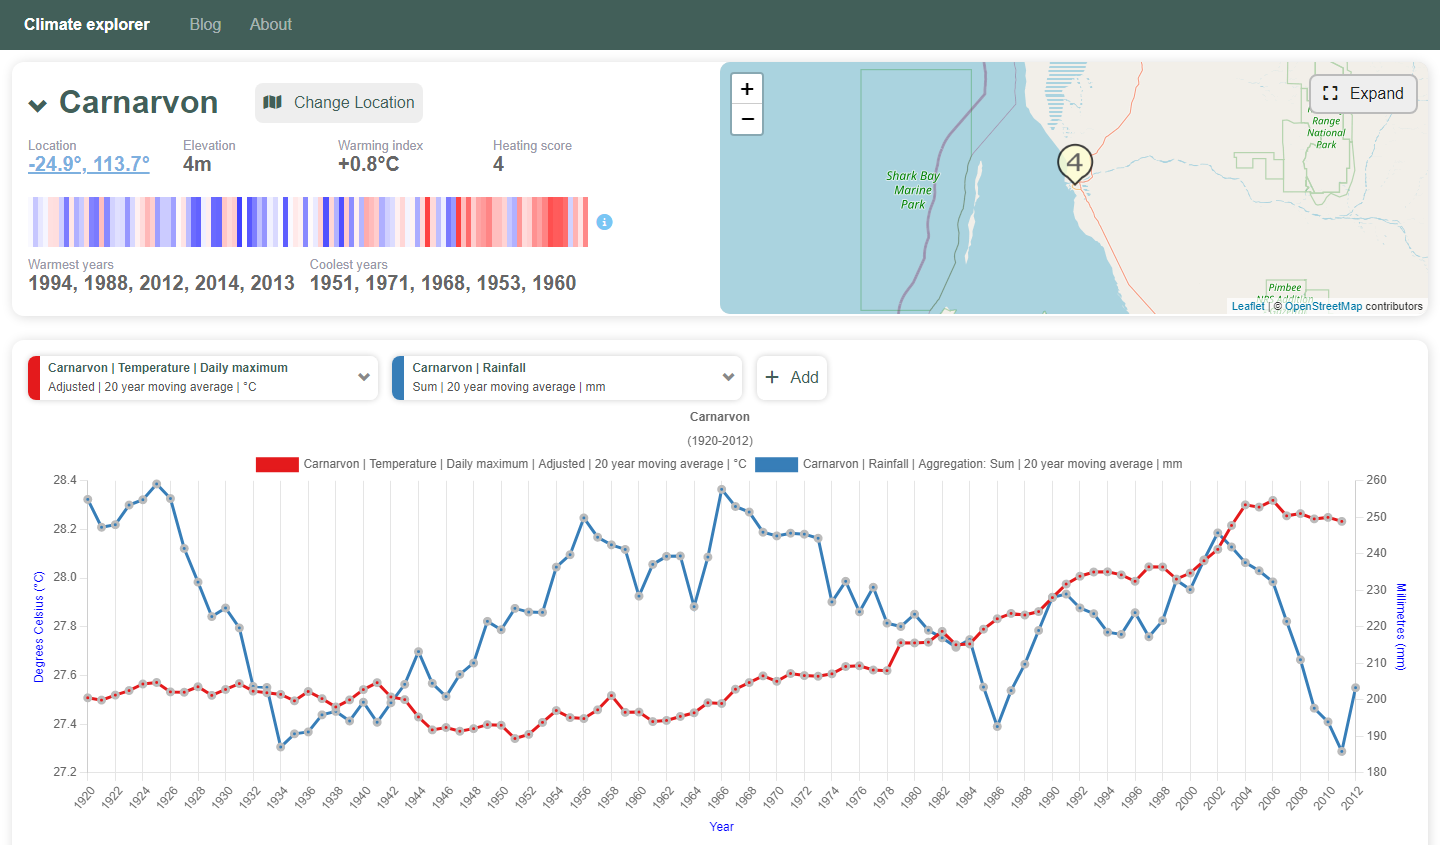 Climate explorer
Blog
About
Carnarvon
Change Location
Location
Elevation
Warming index
Heating score
-24.9°, 113.7°
4m
+0.8°C
4
Warmest years
Coolest years
1994, 1988, 2012, 2014, 2013
1951, 1971, 1968, 1953, 1960
+
−
Expand
4
Shark Bay
Marine
Park
Range
National
Park
Pimbee
Leaflet | © OpenStreetMap contributors
Carnarvon | Temperature | Daily maximum
Adjusted | 20 year moving average | °C
Carnarvon | Rainfall
Sum | 20 year moving average | mm
+ Add
Carnarvon
(1920-2012)
Carnarvon | Temperature | Daily maximum | Adjusted | 20 year moving average | °C
Carnarvon | Rainfall | Aggregation: Sum | 20 year moving average | mm
Degrees Celsius (°C)
28.4
28.2
28.0
27.8
27.6
27.4
27.2
260
250
240
230
220
210
200
190
180
Millimetres (mm)
1920
1922
1924
1926
1928
1930
1932
1934
1936
1938
1940
1942
1944
1946
1948
1950
1952
1954
1956
1958
1960
1962
1964
1966
1968
1970
1972
1974
1976
1978
1980
1982
1984
1986
1988
1990
1992
1994
1996
1998
2000
2002
2004
2006
2008
2010
2012
Year